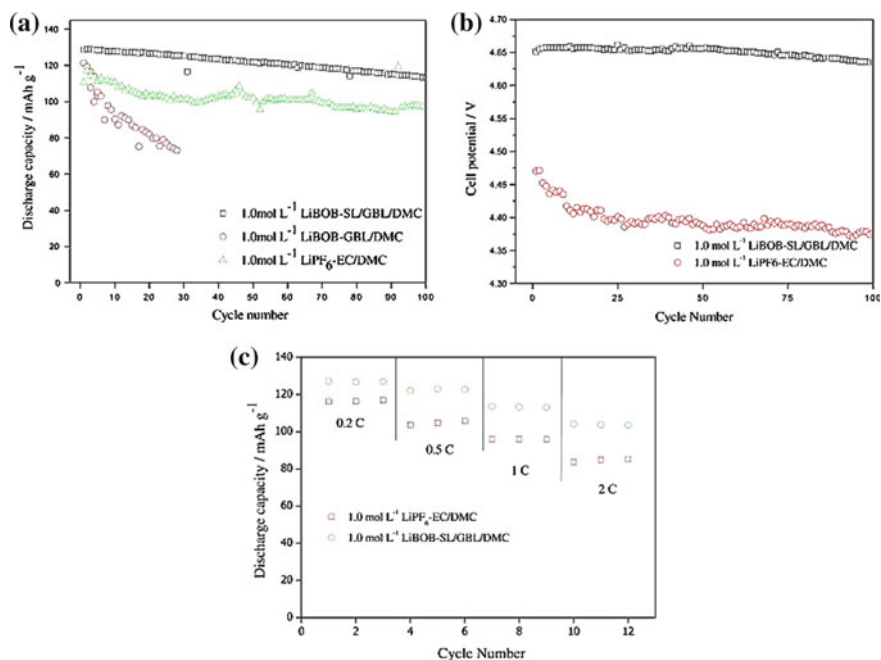 (a)
140
120
100
80
60
40
20
0
Discharge capacity / mAh g⁻¹
1.0mol L⁻¹ LiBOB-SL/GBL/DMC
1.0mol L⁻¹ LiBOB-GBL/DMC
1.0mol L⁻¹ LiPF₆-EC/DMC
0 10 20 30 40 50 60 70 80 90 100
Cycle number
(b)
4.70
4.65
4.60
4.55
4.50
4.45
4.40
4.35
4.30
Cell potential / V
1.0 mol L⁻¹ LiBOB-SL/GBL/DMC
1.0 mol L⁻¹ LiPF6-EC/DMC
0 25 50 75 100
Cycle Number
(c)
140
120
100
80
60
40
20
0
Discharge capacity / mAh g⁻¹
0.2 C
0.5 C
1 C
2 C
1.0 mol L⁻¹ LiPF₆-EC/DMC
1.0 mol L⁻¹ LiBOB-SL/GBL/DMC
0 2 4 6 8 10 12
Cycle Number